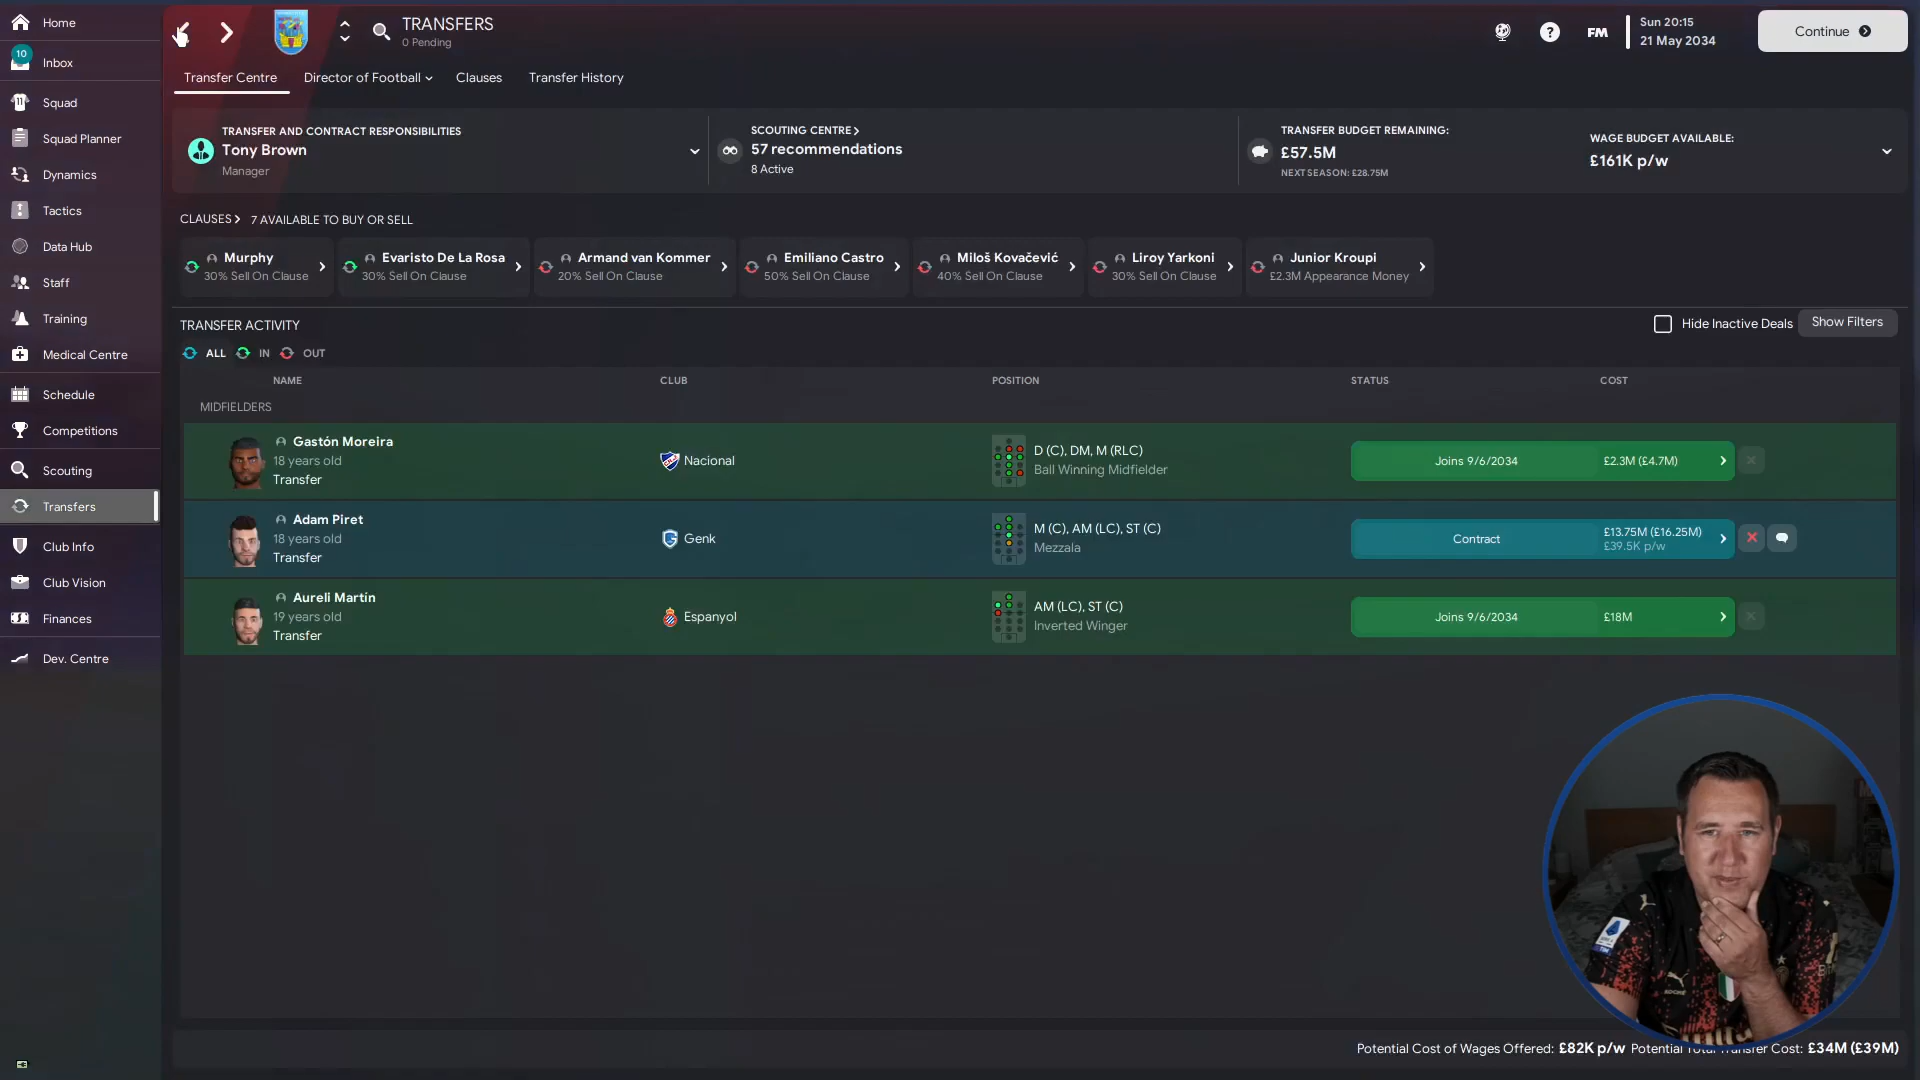 Home
10
Inbox
Squad
Squad Planner
Dynamics
Tactics
Data Hub
Staff
Training
Medical Centre
Schedule
Competitions
Scouting
Transfers
Club Info
Club Vision
Finances
Dev. Centre
TRANSFERS
0 Pending
? FM
Sun 20:15
21 May 2034
Continue
Transfer Centre Director of Football Clauses Transfer History
TRANSFER AND CONTRACT RESPONSIBILITIES
Tony Brown
Manager
SCOUTING CENTRE
57 recommendations
8 Active
TRANSFER BUDGET REMAINING:
£57.5M
NEXT SEASON: £28.75M
WAGE BUDGET AVAILABLE:
£161K p/w
CLAUSES 7 AVAILABLE TO BUY OR SELL
Murphy
30% Sell On Clause
Evaristo De La Rosa
30% Sell On Clause
Armand van Kommer
20% Sell On Clause
Emiliano Castro
50% Sell On Clause
Miloš Kovačević
40% Sell On Clause
Liroy Yarkoni
30% Sell On Clause
Junior Kroupi
£2.3M Appearance Money
TRANSFER ACTIVITY
Hide Inactive Deals Show Filters
ALL IN OUT
NAME CLUB POSITION STATUS COST
MIDFIELDERS
Gastón Moreira
18 years old
Transfer
Nacional
D (C), DM, M (RLC)
Ball Winning Midfielder
Joins 9/6/2034 £2.3M (£4.7M)
Adam Piret
18 years old
Transfer
Genk
M (C), AM (LC), ST (C)
Mezzala
Contract
£13.75M (£16.25M)
£39.5K p/w
Aureli Martín
19 years old
Transfer
Espanyol
AM (LC), ST (C)
Inverted Winger
Joins 9/6/2034 £18M
Potential Cost of Wages Offered: £82K p/w Potential Total Transfer Cost: £34M (£39M)